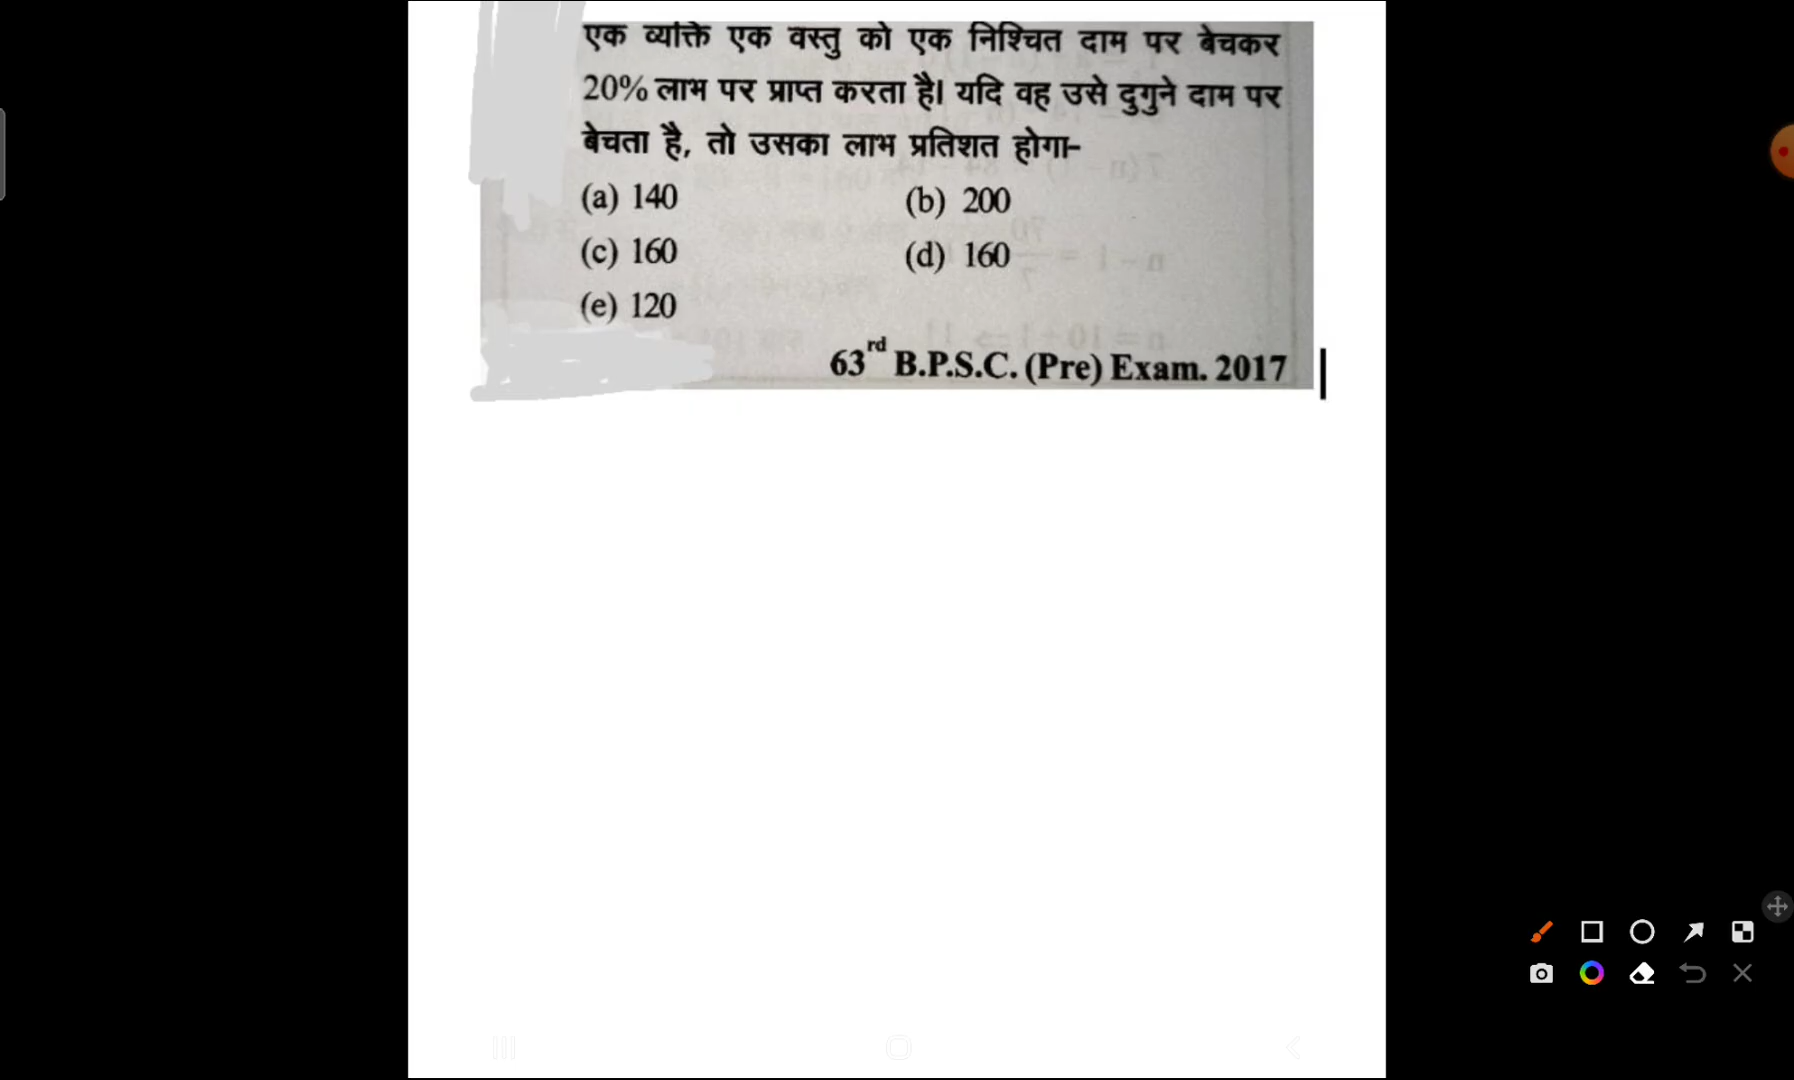 एक व्यक्ति एक वस्तु को एक निश्चित दाम पर बेचकर
20% लाभ पर प्राप्त करता है। यदि वह उसे दुगुने दाम पर
बेचता है, तो उसका लाभ प्रतिशत होगा-
(a) 140 (b) 200
(c) 160 (d) 160
(e) 120
63rd B.P.S.C. (Pre) Exam. 2017